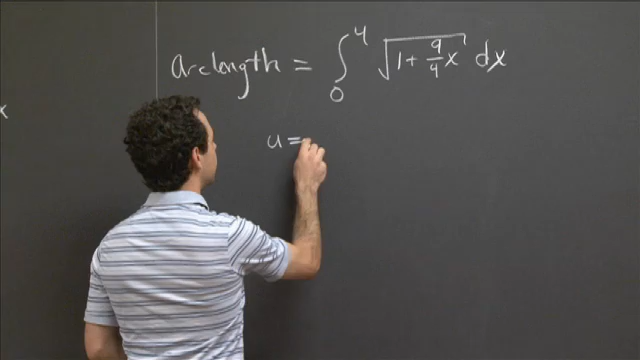 arclength = ∫₀⁴ √(1 + 9/4 x) dx
x
u =